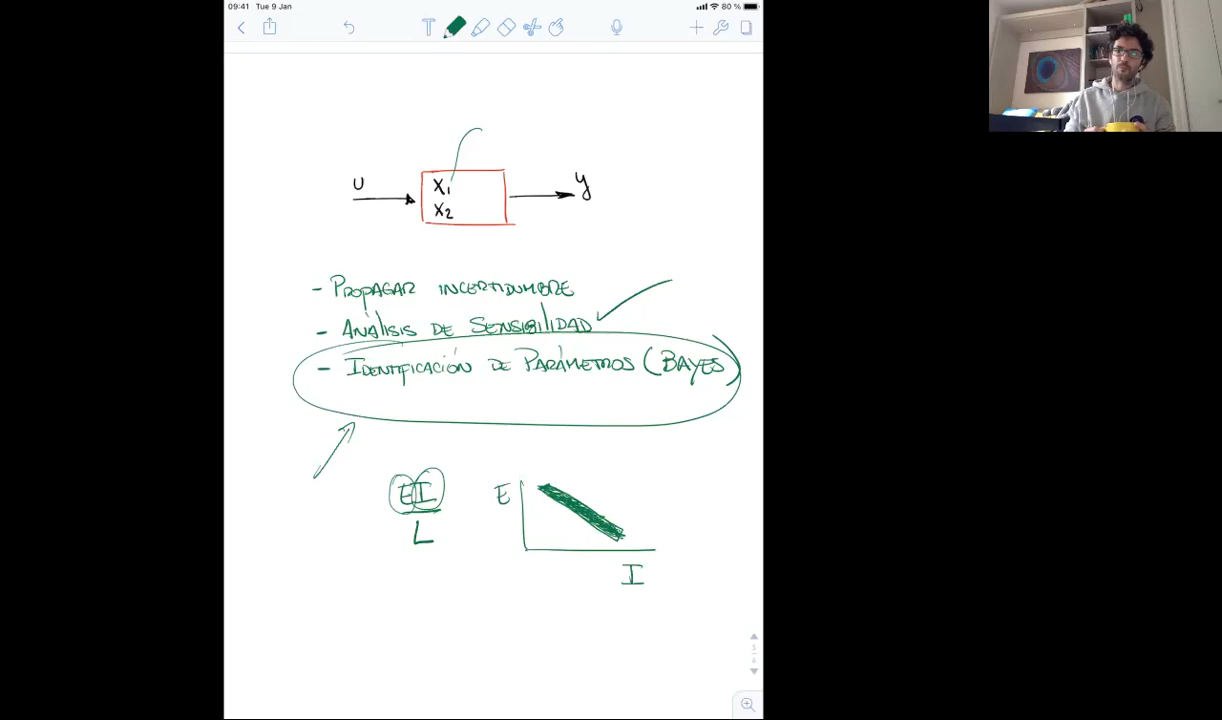 09:41 Tue 9 Jan 80 %
T
U
X1
X2
y
- PROPAGAR INCERTIDUMBRE
- ANÁLISIS DE SENSIBILIDAD
- IDENTIFICACIÓN DE PARÁMETROS (BAYES)
EI
L
E
I